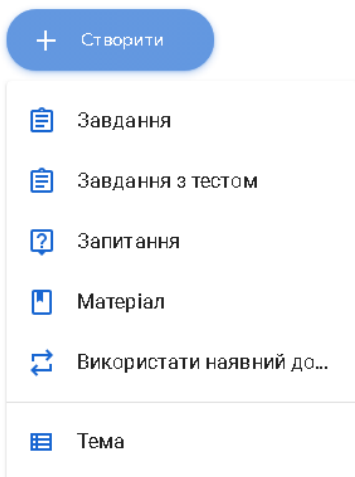 Створити
Завдання
Завдання з тестом
Запитання
Матеріал
Використати наявний до...
Тема